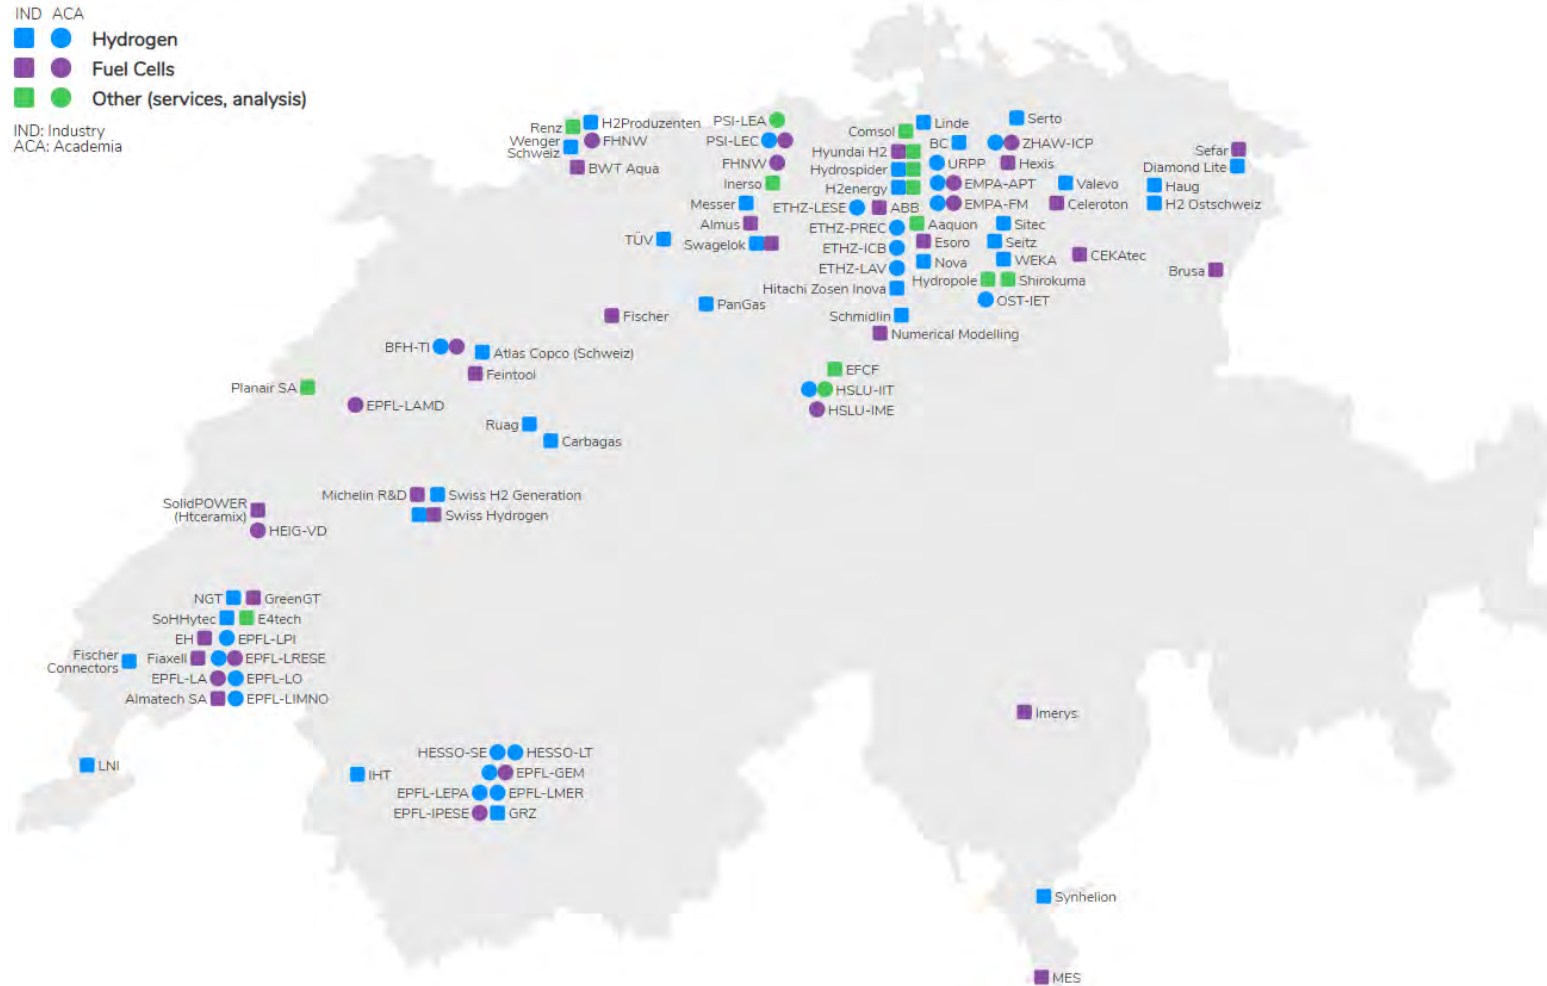 IND ACA
Hydrogen
Fuel Cells
Other (services, analysis)
IND: Industry
ACA: Academia
Renz
H2Produzenten
Wenger
Schweiz
FHNW
BWT Aqua
PSI-LEA
PSI-LEC
FHNW
Inerso
Messer
Almus
TÜV
Swagelok
PanGas
Fischer
Comsol
Linde
Serto
BC
ZHAW-ICP
Hyundai H2
URPP
Hexis
Hydrospider
EMPA-APT
Valevo
H2energy
EMPA-FM
Celeroton
ETHZ-LESE
ABB
ETHZ-PREC
Aaquon
Sitec
ETHZ-ICB
Esoro
Seitz
ETHZ-LAV
Nova
WEKA
CEKAtec
Hitachi Zosen Inova
Hydropole
Shirokuma
OST-IET
Schmidlin
Numerical Modelling
Sefar
Diamond Lite
Haug
H2 Ostschweiz
Brusa
BFH-TI
Atlas Copco (Schweiz)
Feintool
Planair SA
EPFL-LAMD
EFCF
HSLU-IIT
HSLU-IME
Ruag
Carbagas
Michelin R&D
Swiss H2 Generation
Swiss Hydrogen
SolidPOWER
(Htceramix)
HEIG-VD
NGT
GreenGT
SoHHytec
E4tech
EH
EPFL-LPI
Fischer
Connectors
Fiaxell
EPFL-LRESE
EPFL-LA
EPFL-LO
Almatech SA
EPFL-LIMNO
LNI
IHT
HESSO-SE
HESSO-LT
EPFL-GEM
EPFL-LEPA
EPFL-LMER
EPFL-IPESE
GRZ
Imerys
Synhelion
MES